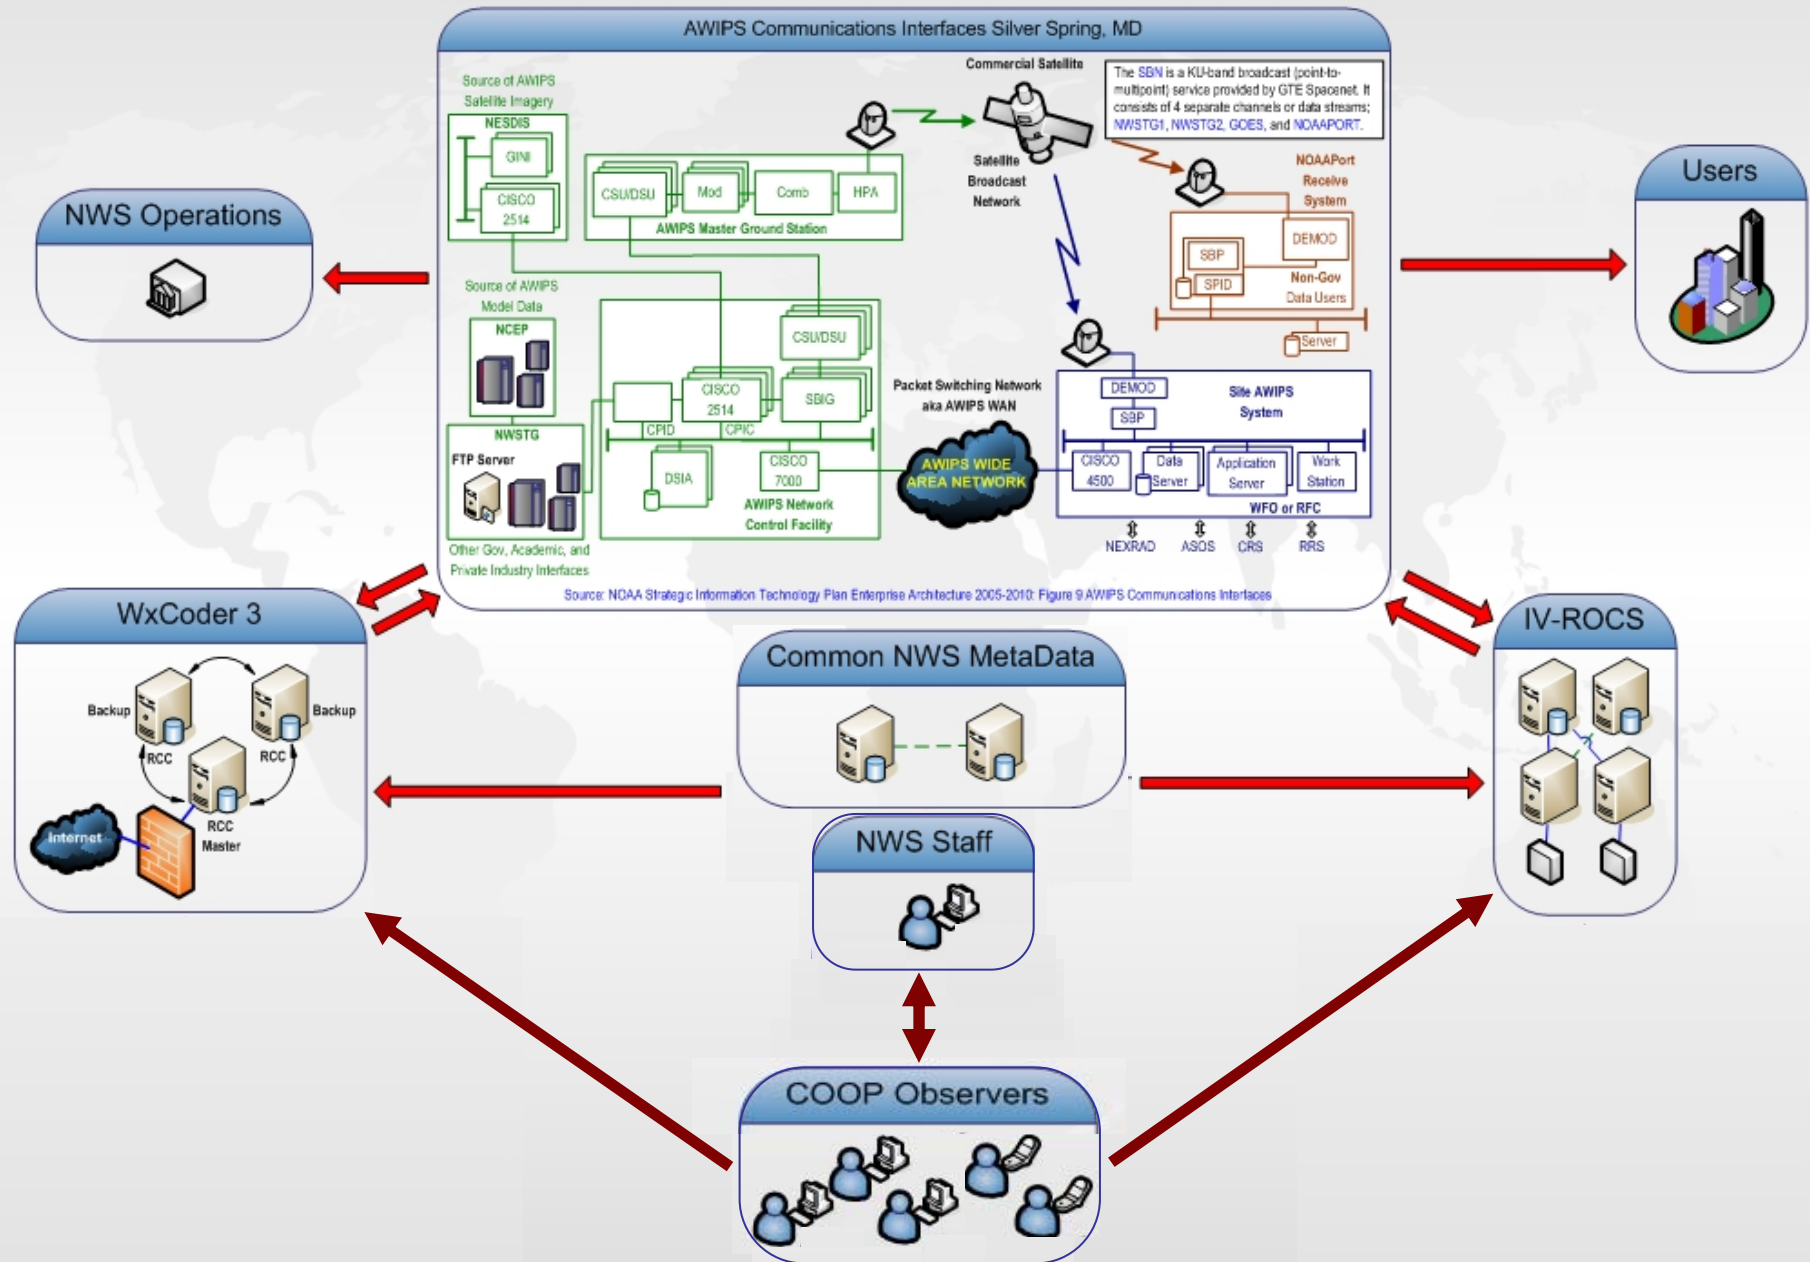 AWIPS Communications Interfaces Silver Spring, MD
Source of AWIPS
Satellite Imagery
NESDIS
GINI
CISCO
2514
Commercial Satellite
The SBN is a KU-band broadcast (point-to-
multipoint) service provided by GTE Spacenet. It
consists of 4 separate channels or data streams;
NWSTG1, NWSTG2, GOES, and NOAAPORT.
Satellite
Broadcast
Network
NOAAPort
Receive
System
CSU/DSU
Mod
Comb
HPA
AWIPS Master Ground Station
DEMOD
SBP
SPID
Non-Gov
Data Users
Server
Source of AWIPS
Model Data
NCEP
NWSTG
FTP Server
Other Gov, Academic, and
Private Industry Interfaces
CSU/DSU
CISCO
2514
SBIG
CPID
CPIC
DSIA
CISCO
7000
AWIPS Network
Control Facility
Packet Switching Network
aka AWIPS WAN
AWIPS WIDE
AREA NETWORK
DEMOD
SBP
Site AWIPS
System
CISCO
4500
Data
Server
Application
Server
Work
Station
WFO or RFC
NEXRAD
ASOS
CRS
RRS
Source: NOAA Strategic Information Technology Plan Enterprise Architecture 2005-2010: Figure 9 AWIPS Communications Interfaces
NWS Operations
Users
WxCoder 3
Backup
Backup
RCC
RCC
RCC
Master
Internet
Common NWS MetaData
IV-ROCS
NWS Staff
COOP Observers